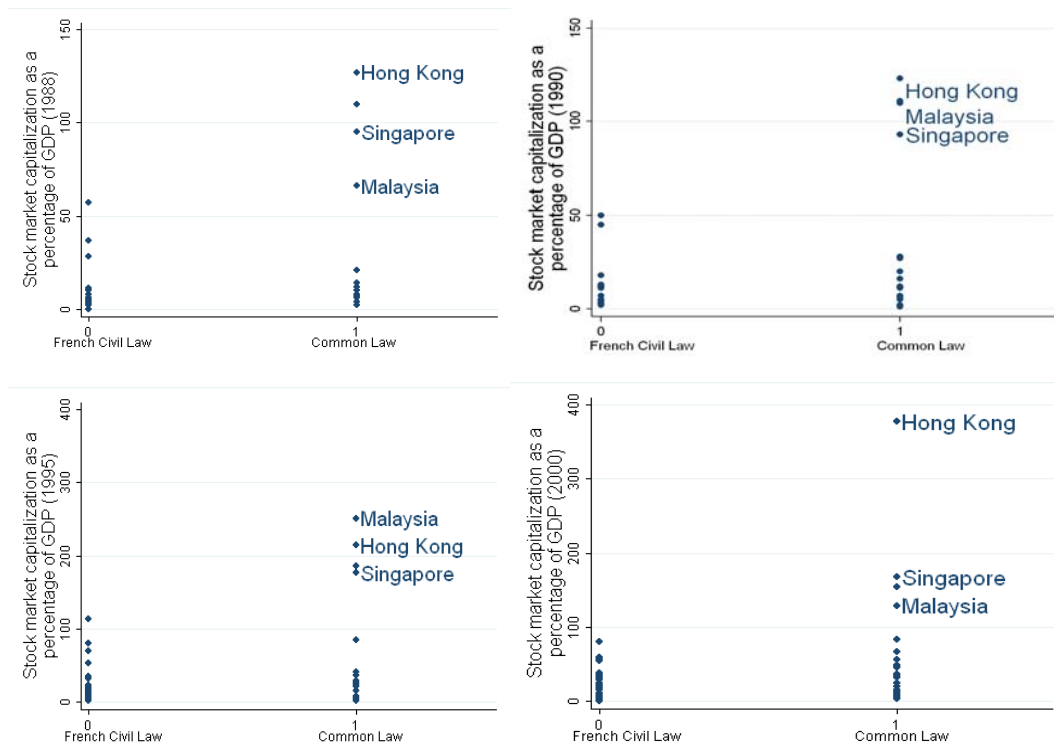 Stock market capitalization as a
percentage of GDP (1988)
150
100
50
0
Hong Kong
Singapore
Malaysia
0
1
French Civil Law
Common Law
Stock market capitalization as a
percentage of GDP (1990)
150
100
50
0
Hong Kong
Malaysia
Singapore
0
1
French Civil Law
Common Law
Stock market capitalization as a
percentage of GDP (1995)
400
300
200
100
0
Malaysia
Hong Kong
Singapore
0
1
French Civil Law
Common Law
Stock market capitalization as a
percentage of GDP (2000)
400
300
200
100
0
Hong Kong
Singapore
Malaysia
0
1
French Civil Law
Common Law